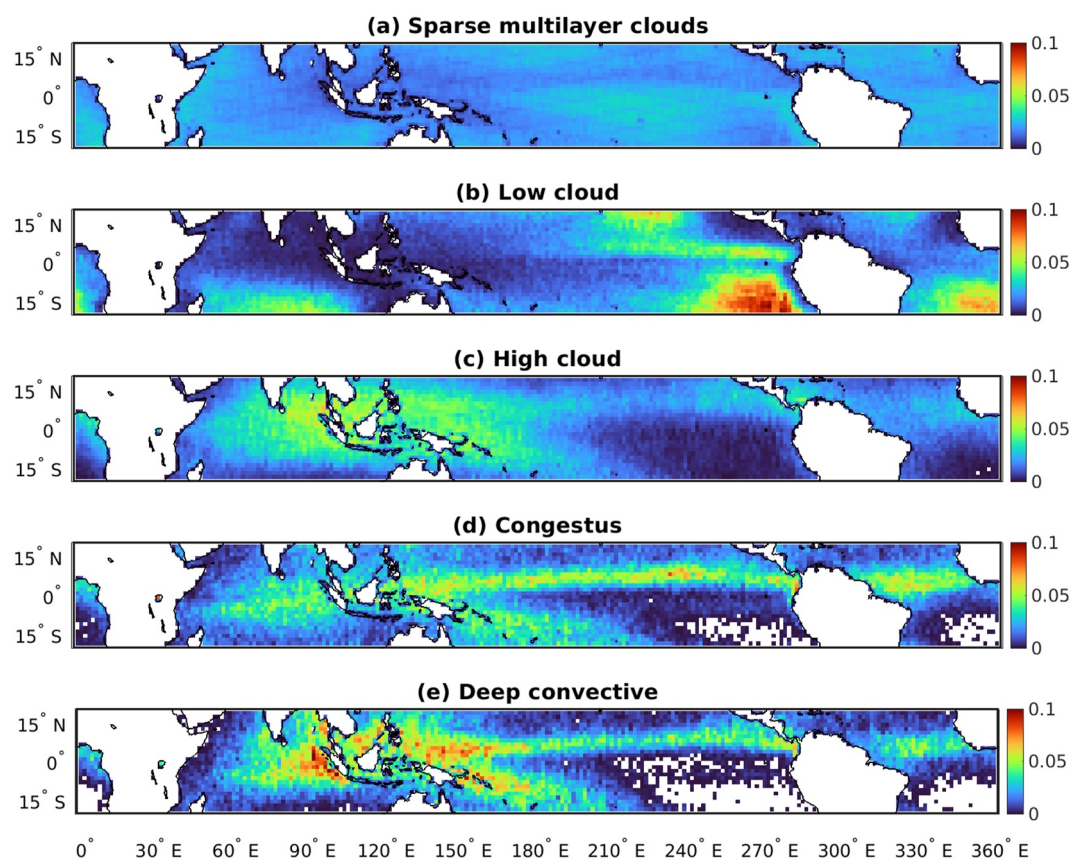 (a) Sparse multilayer clouds
15° N
0°
15° S
0.1
0.05
0
(b) Low cloud
15° N
0°
15° S
0.1
0.05
0
(c) High cloud
15° N
0°
15° S
0.1
0.05
0
(d) Congestus
15° N
0°
15° S
0.1
0.05
0
(e) Deep convective
15° N
0°
15° S
0.1
0.05
0
0° E 30° E 60° E 90° E 120° E 150° E 180° E 210° E 240° E 270° E 300° E 330° E 360° E